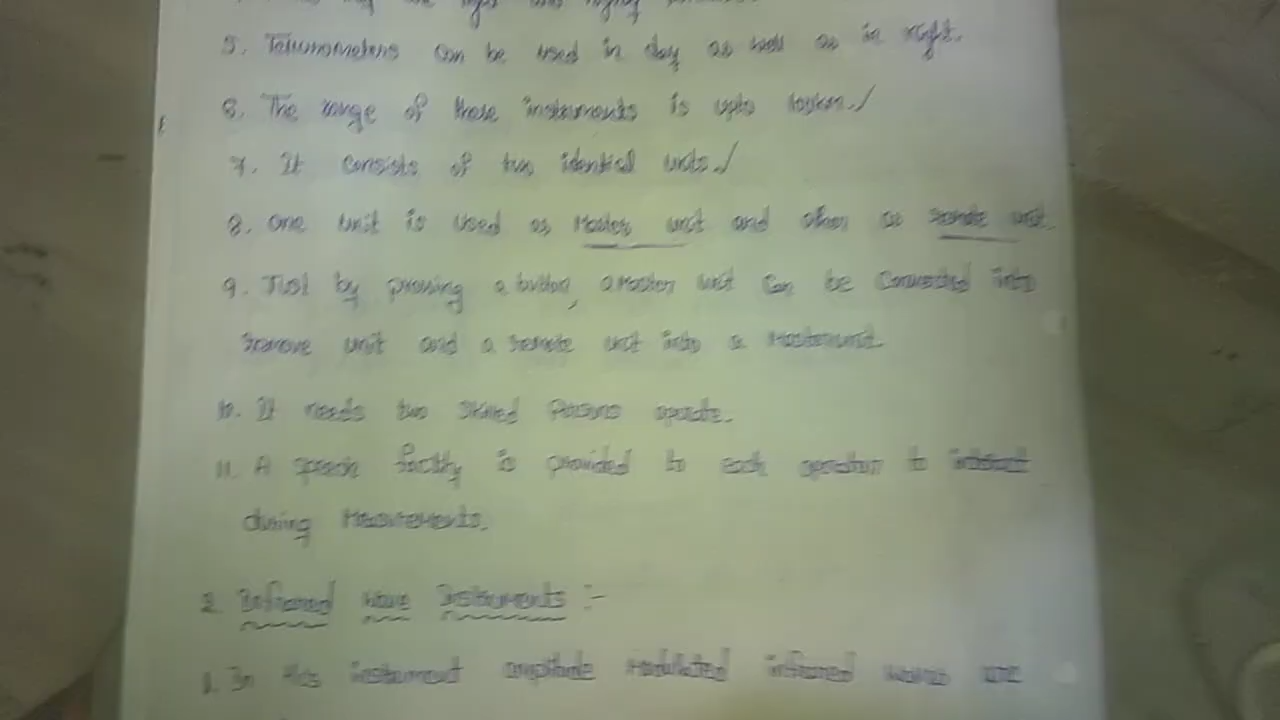 5. Tellurometers can be used in day as well as in night.
6. The range of these instruments is upto
7. It consists of two identical units.
8. One unit is used as Master unit and other as remote unit.
9. Just by pressing a button, a Master unit can be Converted into
remove unit and a remote unit into a Masterunit.
10. It needs two skilled Persons operate.
11. A speech facility is provided to each operator to interact
during Measurements.
2. Infrared wave Instruments :-
1. In this instrument amplitude Modulated infrared waves are